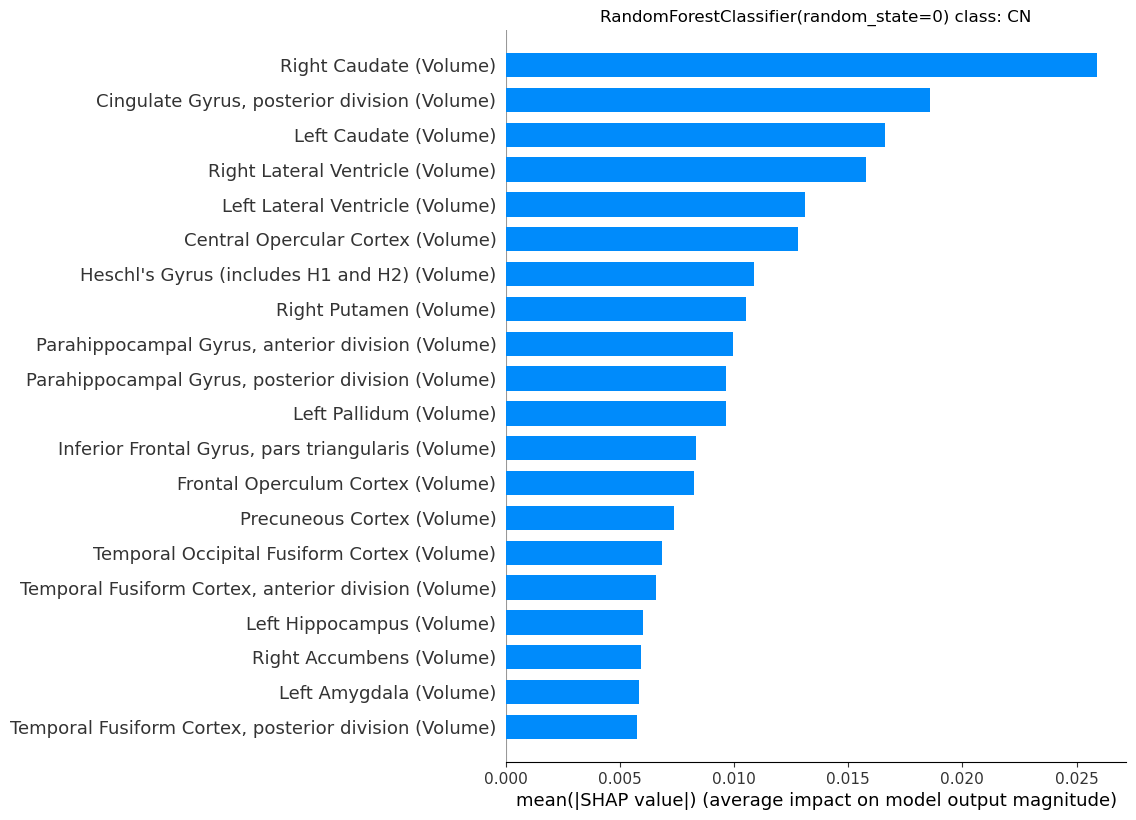 RandomForestClassifier(random_state=0) class: CN
Right Caudate (Volume)
Cingulate Gyrus, posterior division (Volume)
Left Caudate (Volume)
Right Lateral Ventricle (Volume)
Left Lateral Ventricle (Volume)
Central Opercular Cortex (Volume)
Heschl's Gyrus (includes H1 and H2) (Volume)
Right Putamen (Volume)
Parahippocampal Gyrus, anterior division (Volume)
Parahippocampal Gyrus, posterior division (Volume)
Left Pallidum (Volume)
Inferior Frontal Gyrus, pars triangularis (Volume)
Frontal Operculum Cortex (Volume)
Precuneous Cortex (Volume)
Temporal Occipital Fusiform Cortex (Volume)
Temporal Fusiform Cortex, anterior division (Volume)
Left Hippocampus (Volume)
Right Accumbens (Volume)
Left Amygdala (Volume)
Temporal Fusiform Cortex, posterior division (Volume)
0.000 0.005 0.010 0.015 0.020 0.025
mean(|SHAP value|) (average impact on model output magnitude)